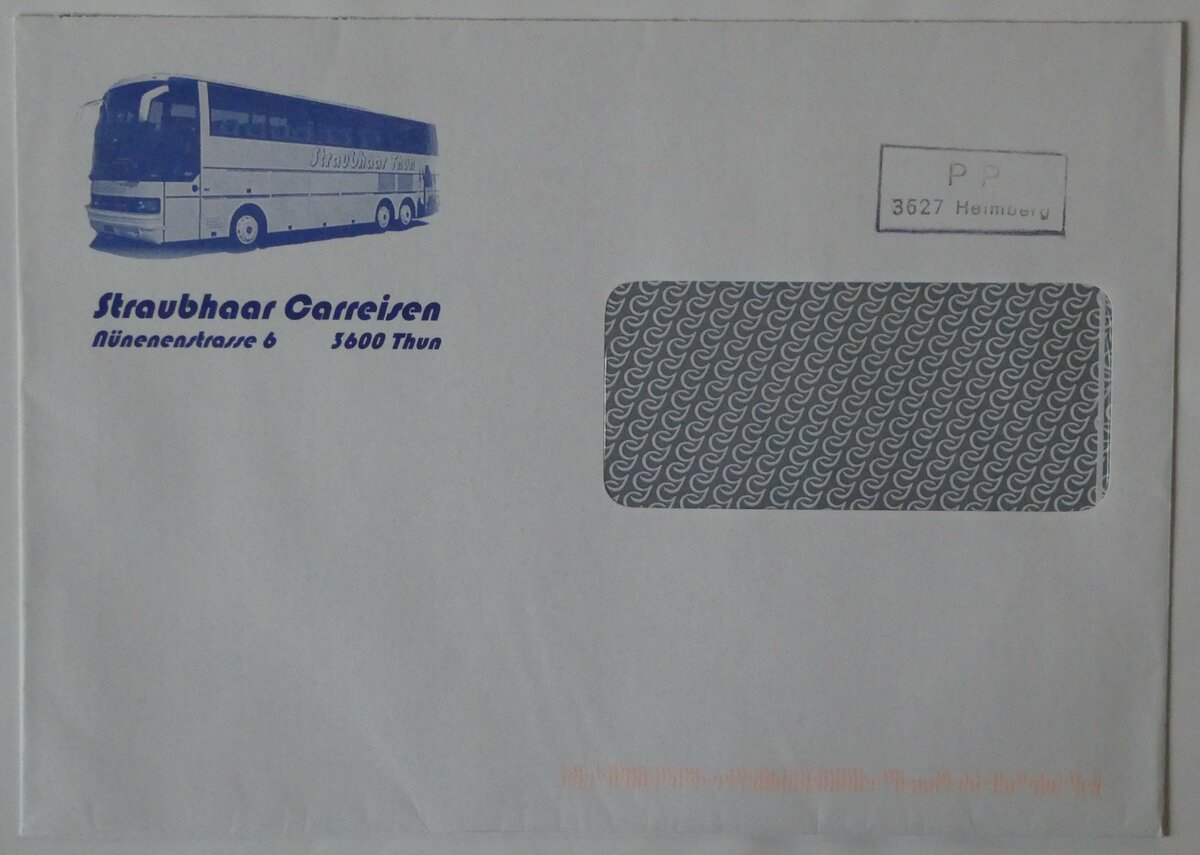 Straubhaar Thun
Straubhaar Carreisen
Nünenenstrasse 6 3600 Thun
P P
3627 Heimberg